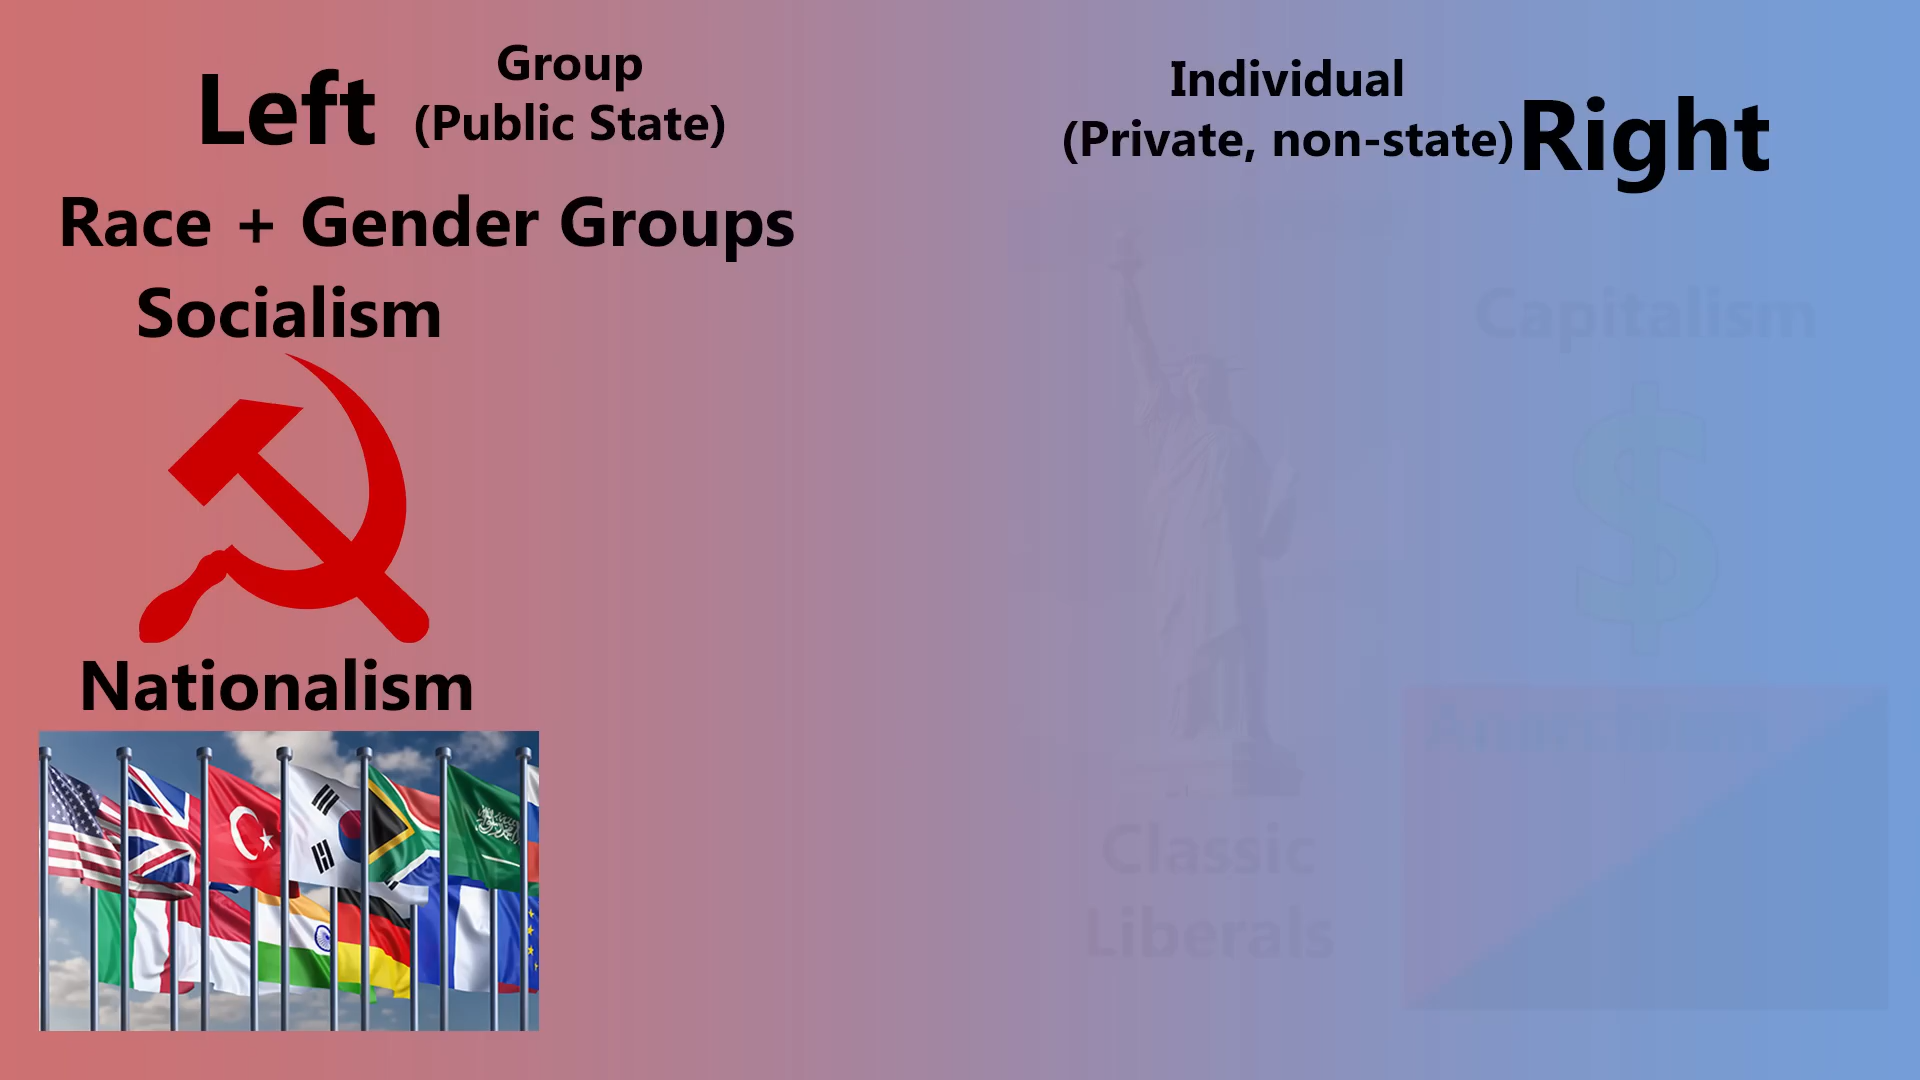 Left
Group
(Public State)
Individual
(Private, non-state)
Right
Race + Gender Groups
Socialism
Capitalism
Nationalism
Classic
Liberals